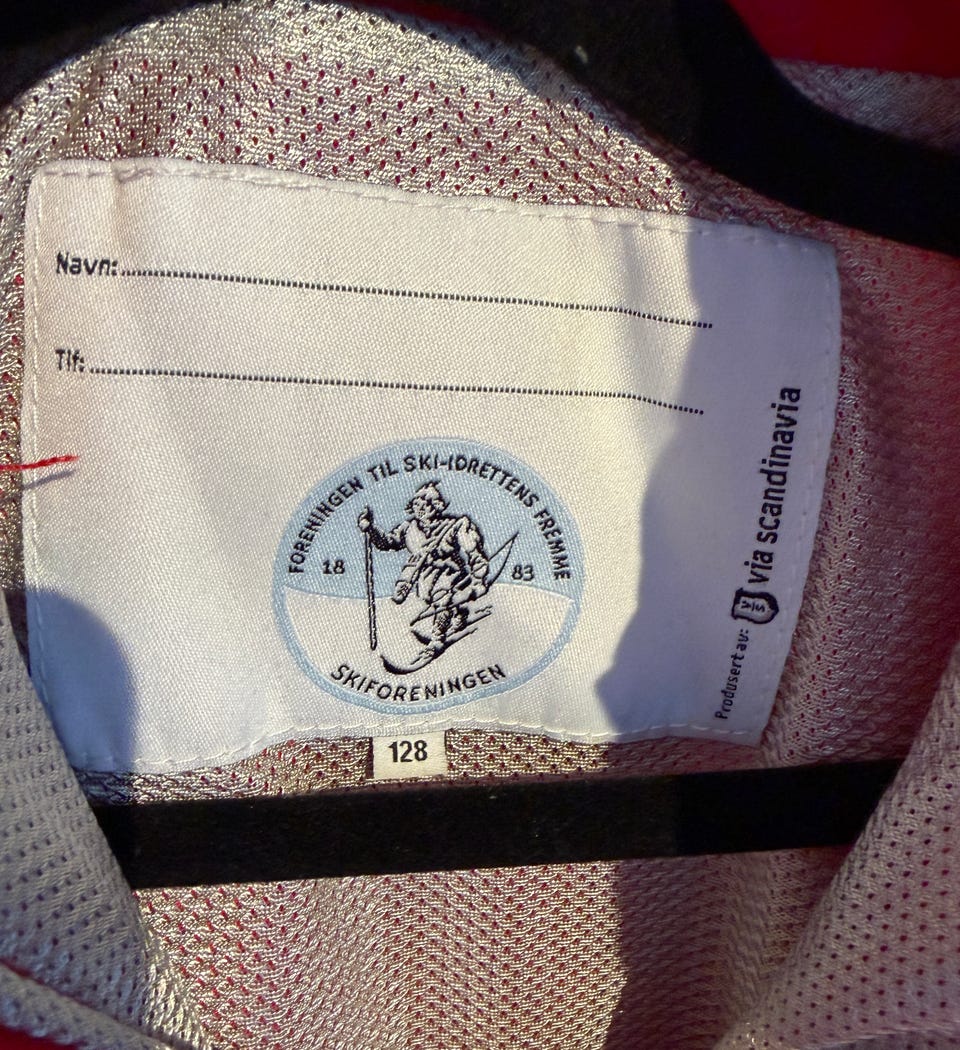 Navn:
Tlf:
FORENINGEN TIL SKI-IDRETTENS FREMME
18 83
SKIFORENINGEN
128
Produsert av: V/S via scandinavia